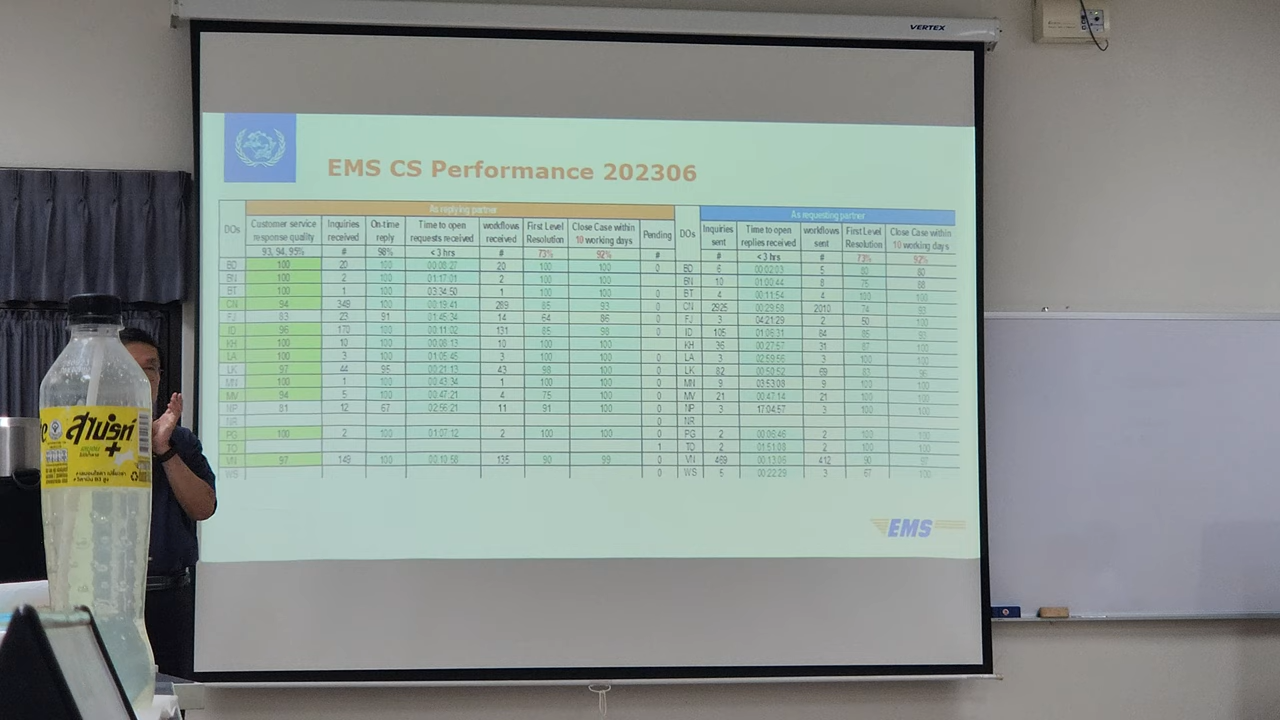 VERTEX
EMS CS Performance 202306
As replying partner
As requesting partner
DOs Customer service response quality Inquiries received On-time reply Time to open requests received workflows received First Level Resolution Close Case within 10 working days Pending DOs Inquiries sent Time to open replies received workflows sent First Level Resolution Close Case within 10 working days
93, 94, 95% # 98% < 3 hrs # 73% 92% # # < 3 hrs # 73% 92%
BD 100 20 100 00:08:27 20 100 100 0 BD 6 00:02:03 5 80 80
BN 100 2 100 01:17:01 2 100 100 BN 10 01:00:44 8 75 88
BT 100 1 100 03:34:50 1 100 100 0 BT 4 00:11:54 4 100 100
CN 94 349 100 00:19:41 289 85 93 CN 2925 00:29:58 2010 74 93
FJ 83 23 91 01:45:34 14 64 86 0 FJ 3 04:21:29 2 50 100
ID 96 170 100 00:11:02 131 85 98 0 ID 105 01:06:31 84
KH 100 10 100 00:08:13 10 100 100 KH 36 00:27:57 31 87 100
LA 100 3 100 01:05:45 3 100 100 0 LA 3 02:59:56 3 100 100
LK 97 44 95 00:21:13 43 98 100 0 LK 82 00:50:52 69 83 96
MN 100 1 100 00:43:34 1 100 100 0 MN 9 03:53:08 9 100 100
MV 94 5 100 00:47:21 4 75 100 0 MV 21 00:47:14 21 100 100
NP 81 12 67 02:56:21 11 91 100 0 NP 3 17:04:57 3 100 100
NR 0
PG 100 2 100 01:07:12 2 100 100 0 PG 2 00:06:46 2 100 100
TO 1 TO 2 01:51:08 2 100 100
VN 97 149 100 00:10:58 135 90 99 0 VN 469 00:13:06 412 90 97
WS 0 WS 5 00:22:29 3 67 100
EMS
สปอนเซอร์
+